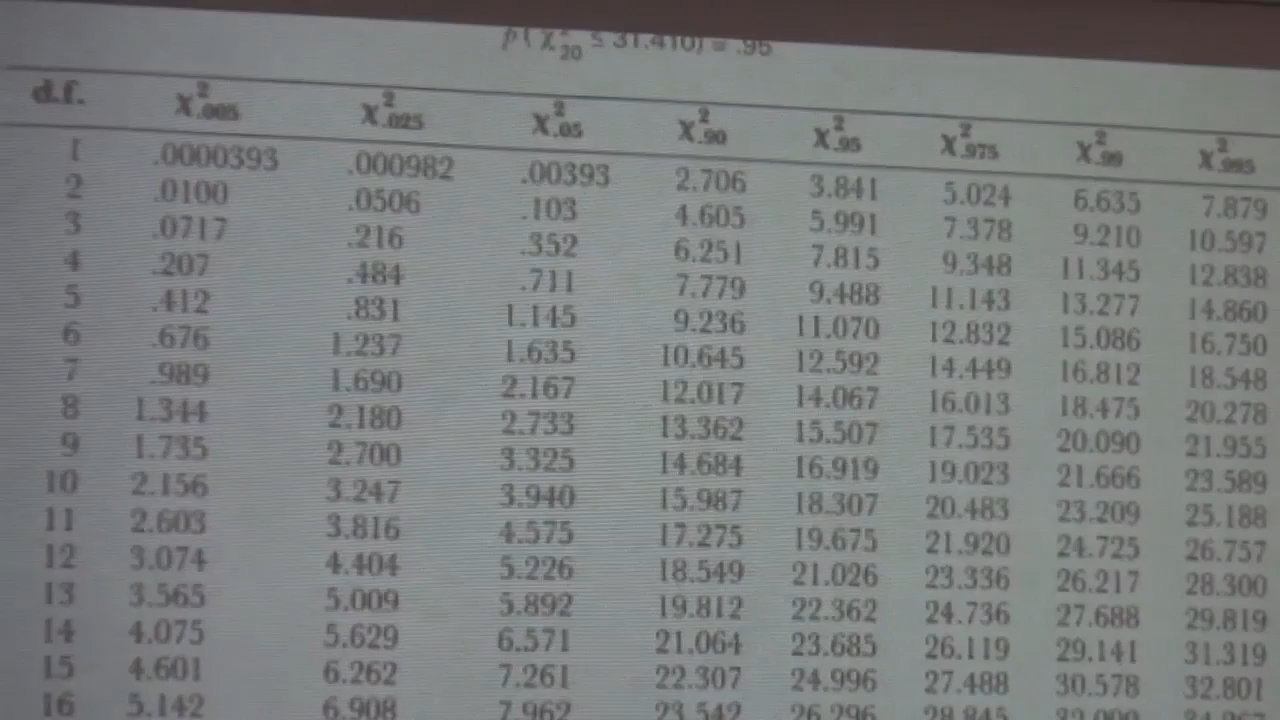 P(χ²₂₀ ≤ 31.410) = .95
d.f. χ².005 χ².025 χ².05 χ².90 χ².95 χ².975 χ².99 χ².995
1 .0000393 .000982 .00393 2.706 3.841 5.024 6.635 7.879
2 .0100 .0506 .103 4.605 5.991 7.378 9.210 10.597
3 .0717 .216 .352 6.251 7.815 9.348 11.345 12.838
4 .207 .484 .711 7.779 9.488 11.143 13.277 14.860
5 .412 .831 1.145 9.236 11.070 12.832 15.086 16.750
6 .676 1.237 1.635 10.645 12.592 14.449 16.812 18.548
7 .989 1.690 2.167 12.017 14.067 16.013 18.475 20.278
8 1.344 2.180 2.733 13.362 15.507 17.535 20.090 21.955
9 1.735 2.700 3.325 14.684 16.919 19.023 21.666 23.589
10 2.156 3.247 3.940 15.987 18.307 20.483 23.209 25.188
11 2.603 3.816 4.575 17.275 19.675 21.920 24.725 26.757
12 3.074 4.404 5.226 18.549 21.026 23.336 26.217 28.300
13 3.565 5.009 5.892 19.812 22.362 24.736 27.688 29.819
14 4.075 5.629 6.571 21.064 23.685 26.119 29.141 31.319
15 4.601 6.262 7.261 22.307 24.996 27.488 30.578 32.801
16 5.142 6.908 7.962 23.542 26.296 28.845